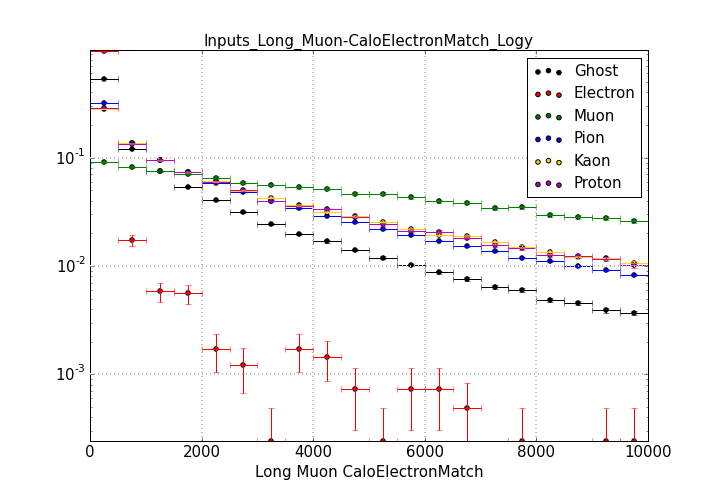 Inputs_Long_Muon-CaloElectronMatch_Logy
Ghost
Electron
Muon
Pion
Kaon
Proton
10^-1
10^-2
10^-3
0 2000 4000 6000 8000 10000
Long Muon CaloElectronMatch